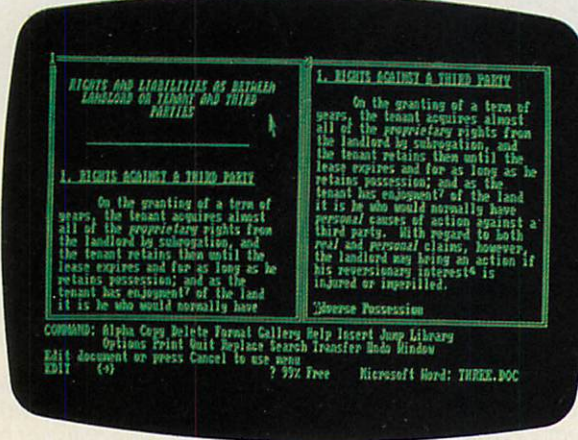 1
RIGHTS AND LIABILITIES AS BETWEEN
LANDLORD OR TENANT AND THIRD
PARTIES
1. RIGHTS AGAINST A THIRD PARTY
On the granting of a term of
years, the tenant acquires almost
all of the proprietary rights from
the landlord by subrogation, and
the tenant retains them until the
lease expires and for as long as he
retains possession; and as the
tenant has enjoyment7 of the land
it is he who would normally have
1. RIGHTS AGAINST A THIRD PARTY
On the granting of a term of
years, the tenant acquires almost
all of the proprietary rights from
the landlord by subrogation, and
the tenant retains them until the
lease expires and for as long as he
retains possession; and as the
tenant has enjoyment7 of the land
it is he who would normally have
personal causes of action against a
third party. With regard to both
real and personal claims, however
the landlord may bring an action if
his reversionary interest is
injured or imperilled.
Adverse Possession
COMMAND: Alpha Copy Delete Format Gallery Help Insert Jump Library
Options Print Quit Replace Search Transfer Undo Window
Edit document or press Cancel to use menu
EDIT {→} ? 99% Free Microsoft Word: THREE.DOC